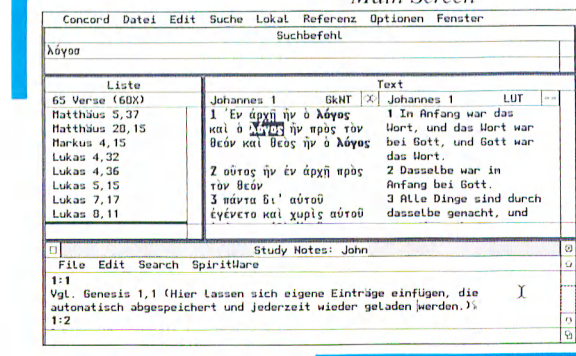 Main Screen
Concord Datei Edit Suche Lokal Referenz Optionen Fenster
Suchbefehl
λόγοσ
Liste
65 Verse (68X)
Matthäus 5,37
Matthäus 28,15
Markus 4,15
Lukas 4,32
Lukas 4,36
Lukas 5,15
Lukas 7,17
Lukas 8,11
Text
Johannes 1 GkNT
1 Ἐν ἀρχῇ ἦν ὁ λόγος
καὶ ὁ λόγος ἦν πρὸς τὸν
θεόν καὶ θεὸς ἦν ὁ λόγος
2 οὗτος ἦν ἐν ἀρχῇ πρὸς
τὸν θεόν
3 πάντα δι' αὐτοῦ
ἐγένετο καὶ χωρὶς αὐτοῦ
Johannes 1 LUT
1 In Anfang war das
Wort, und das Wort war
bei Gott, und Gott war
das Wort.
2 Dasselbe war in
Anfang bei Gott.
3 Alle Dinge sind durch
dasselbe genacht, und
Study Notes: John
File Edit Search SpiritWare
1:1
Vgl. Genesis 1,1 (Hier lassen sich eigene Einträge einfügen, die
automatisch abgespeichert und jederzeit wieder geladen werden.)
1:2